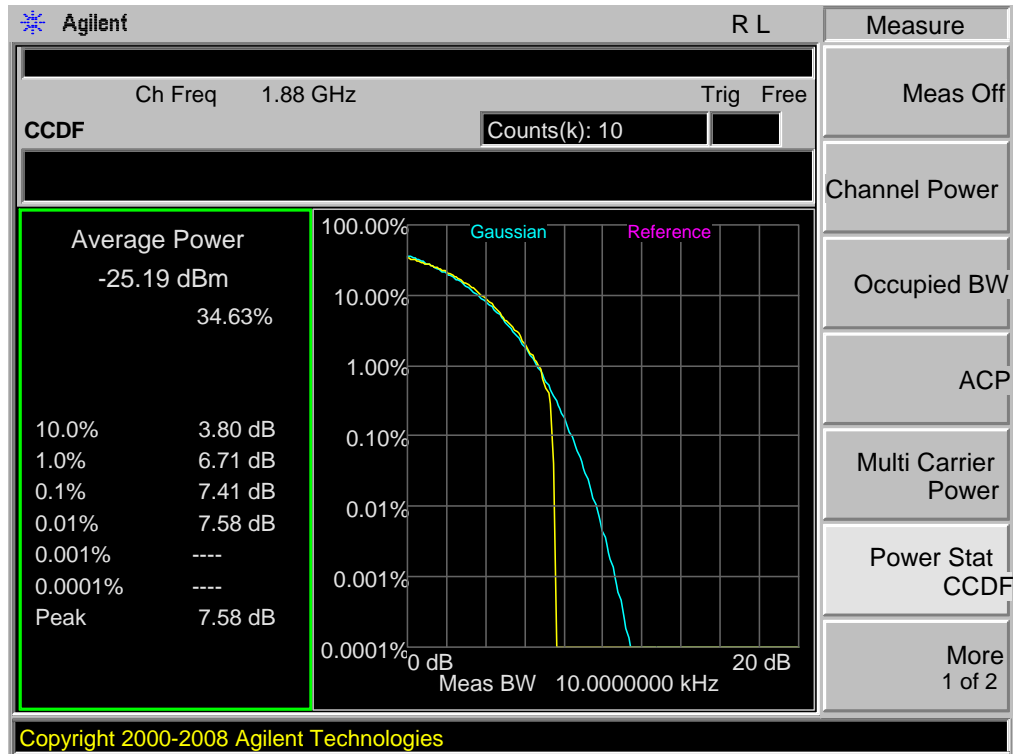 Agilent R L Measure
Ch Freq 1.88 GHz Trig Free
CCDF Counts(k): 10
Average Power
-25.19 dBm
34.63%
10.0% 3.80 dB
1.0% 6.71 dB
0.1% 7.41 dB
0.01% 7.58 dB
0.001% ----
0.0001% ----
Peak 7.58 dB
Gaussian Reference
100.00%
10.00%
1.00%
0.10%
0.01%
0.001%
0.0001%
0 dB 20 dB
Meas BW 10.0000000 kHz
Meas Off
Channel Power
Occupied BW
ACP
Multi Carrier
Power
Power Stat
CCDF
More
1 of 2
Copyright 2000-2008 Agilent Technologies